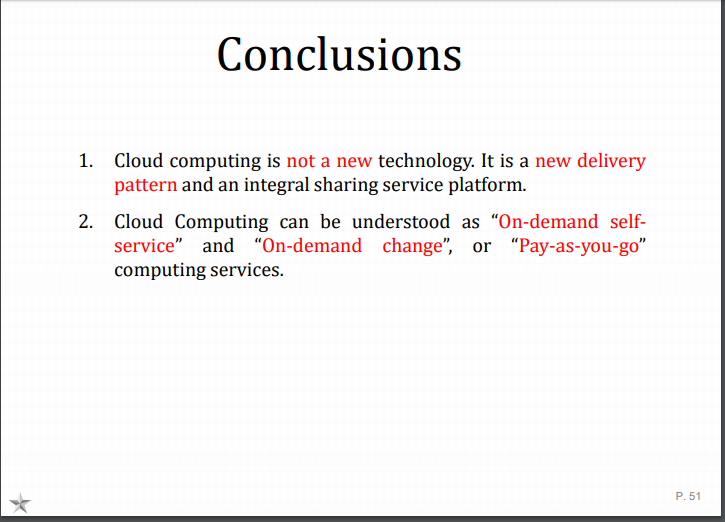 Conclusions
1. Cloud computing is not a new technology. It is a new delivery
pattern and an integral sharing service platform.
2. Cloud Computing can be understood as “On-demand self-
service” and “On-demand change”, or “Pay-as-you-go”
computing services.
P. 51